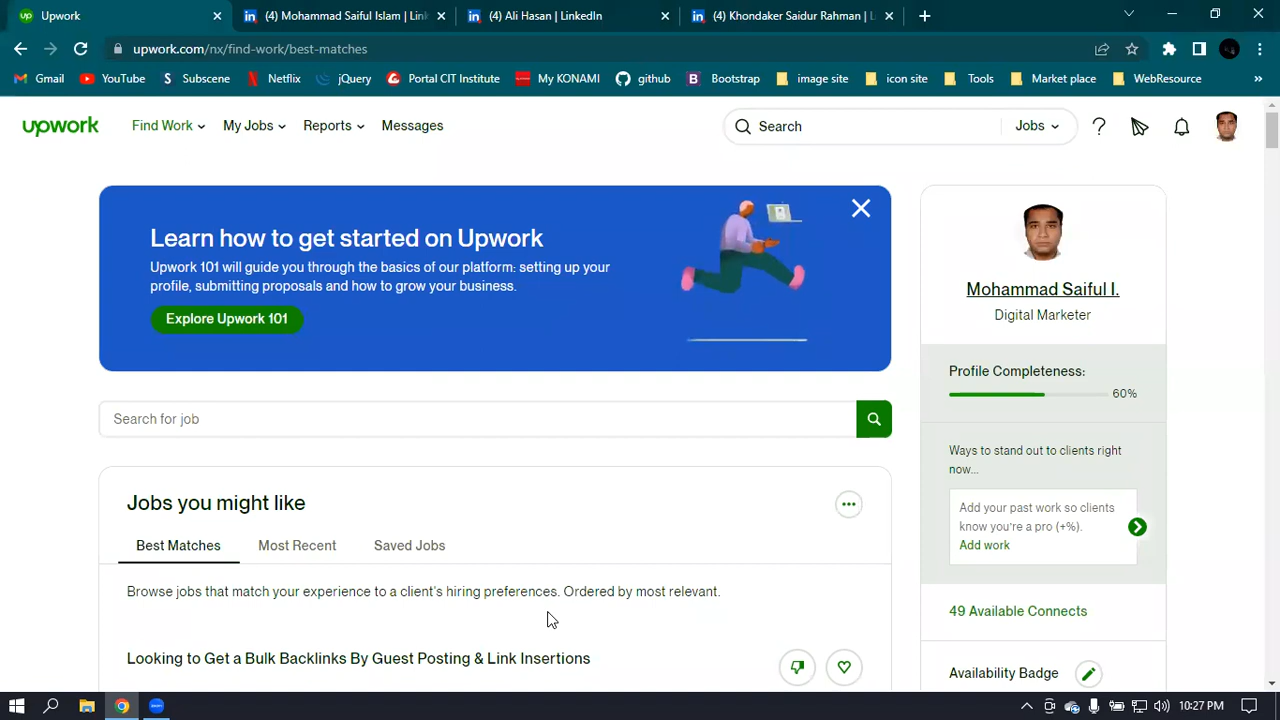 Upwork
(4) Mohammad Saiful Islam | Link
(4) Ali Hasan | LinkedIn
(4) Khondaker Saidur Rahman | L
upwork.com/nx/find-work/best-matches
Gmail
YouTube
Subscene
Netflix
jQuery
Portal CIT Institute
My KONAMI
github
Bootstrap
image site
icon site
Tools
Market place
WebResource
upwork
Find Work
My Jobs
Reports
Messages
Search
Jobs
Learn how to get started on Upwork
Upwork 101 will guide you through the basics of our platform: setting up your
profile, submitting proposals and how to grow your business.
Explore Upwork 101
Mohammad Saiful I.
Digital Marketer
Profile Completeness:
60%
Search for job
Ways to stand out to clients right
now...
Add your past work so clients
know you're a pro (+%).
Add work
Jobs you might like
Best Matches
Most Recent
Saved Jobs
Browse jobs that match your experience to a client's hiring preferences. Ordered by most relevant.
49 Available Connects
Looking to Get a Bulk Backlinks By Guest Posting & Link Insertions
Availability Badge
10:27 PM